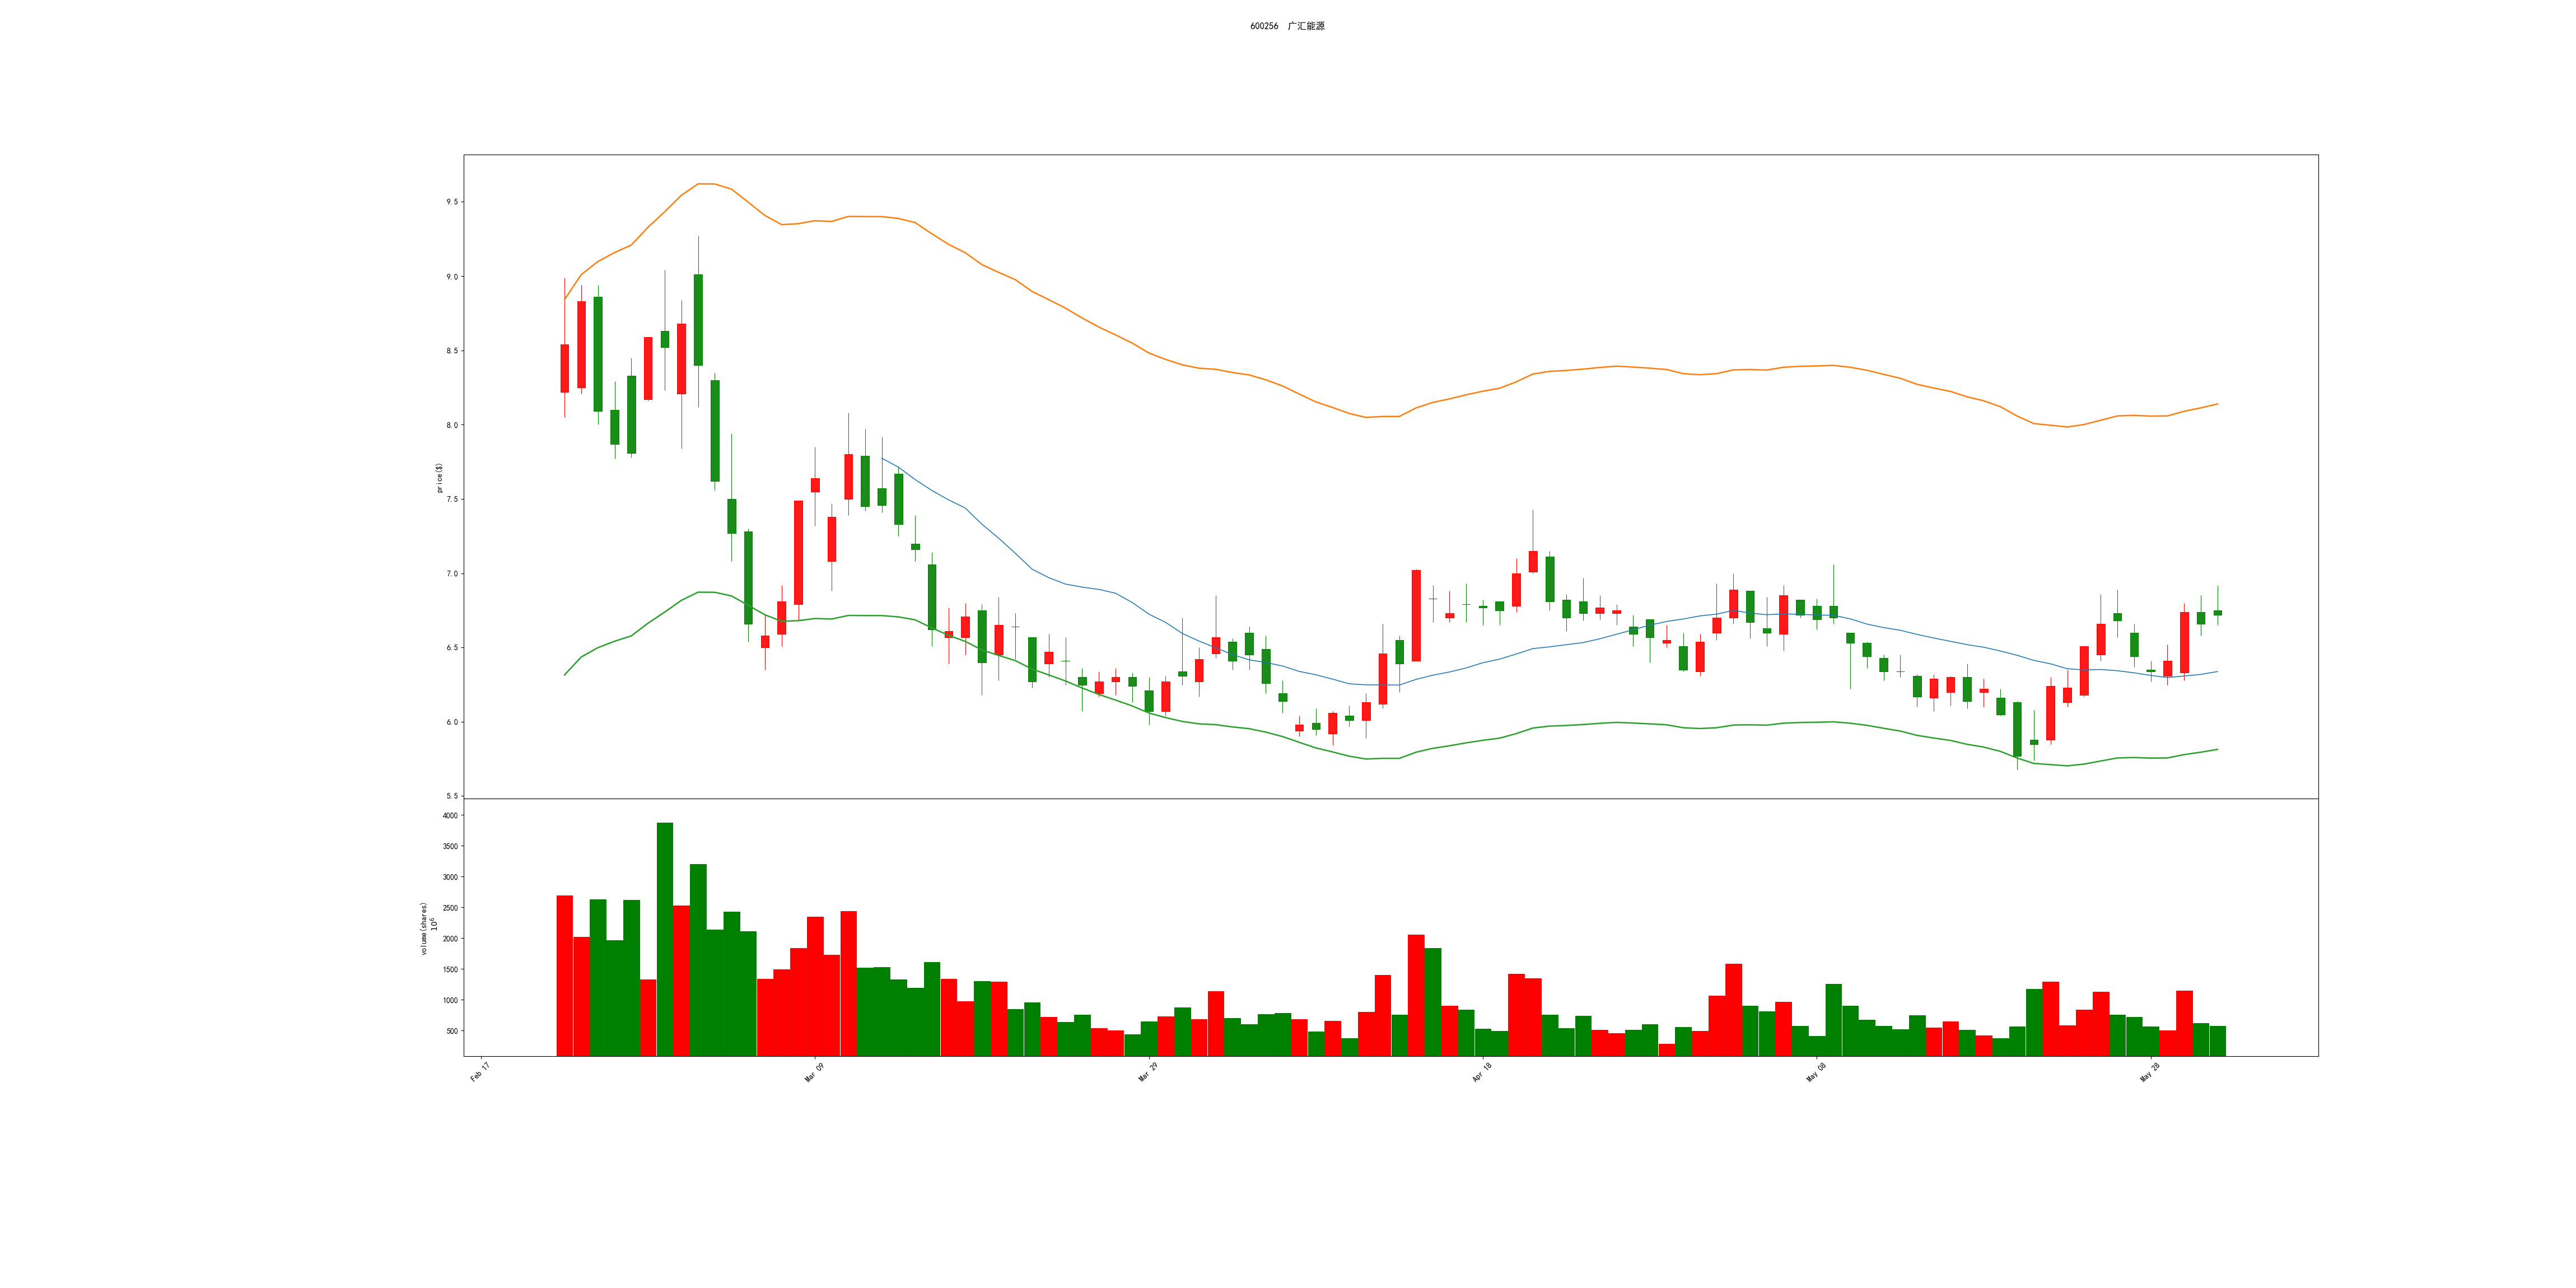 600256 广汇能源
9.5
9.0
8.5
8.0
7.5
7.0
6.5
6.0
5.5
price($)
4000
3500
3000
2500
2000
1500
1000
500
volume(shares)
10⁶
Feb 17
Mar 09
Mar 29
Apr 18
May 08
May 28